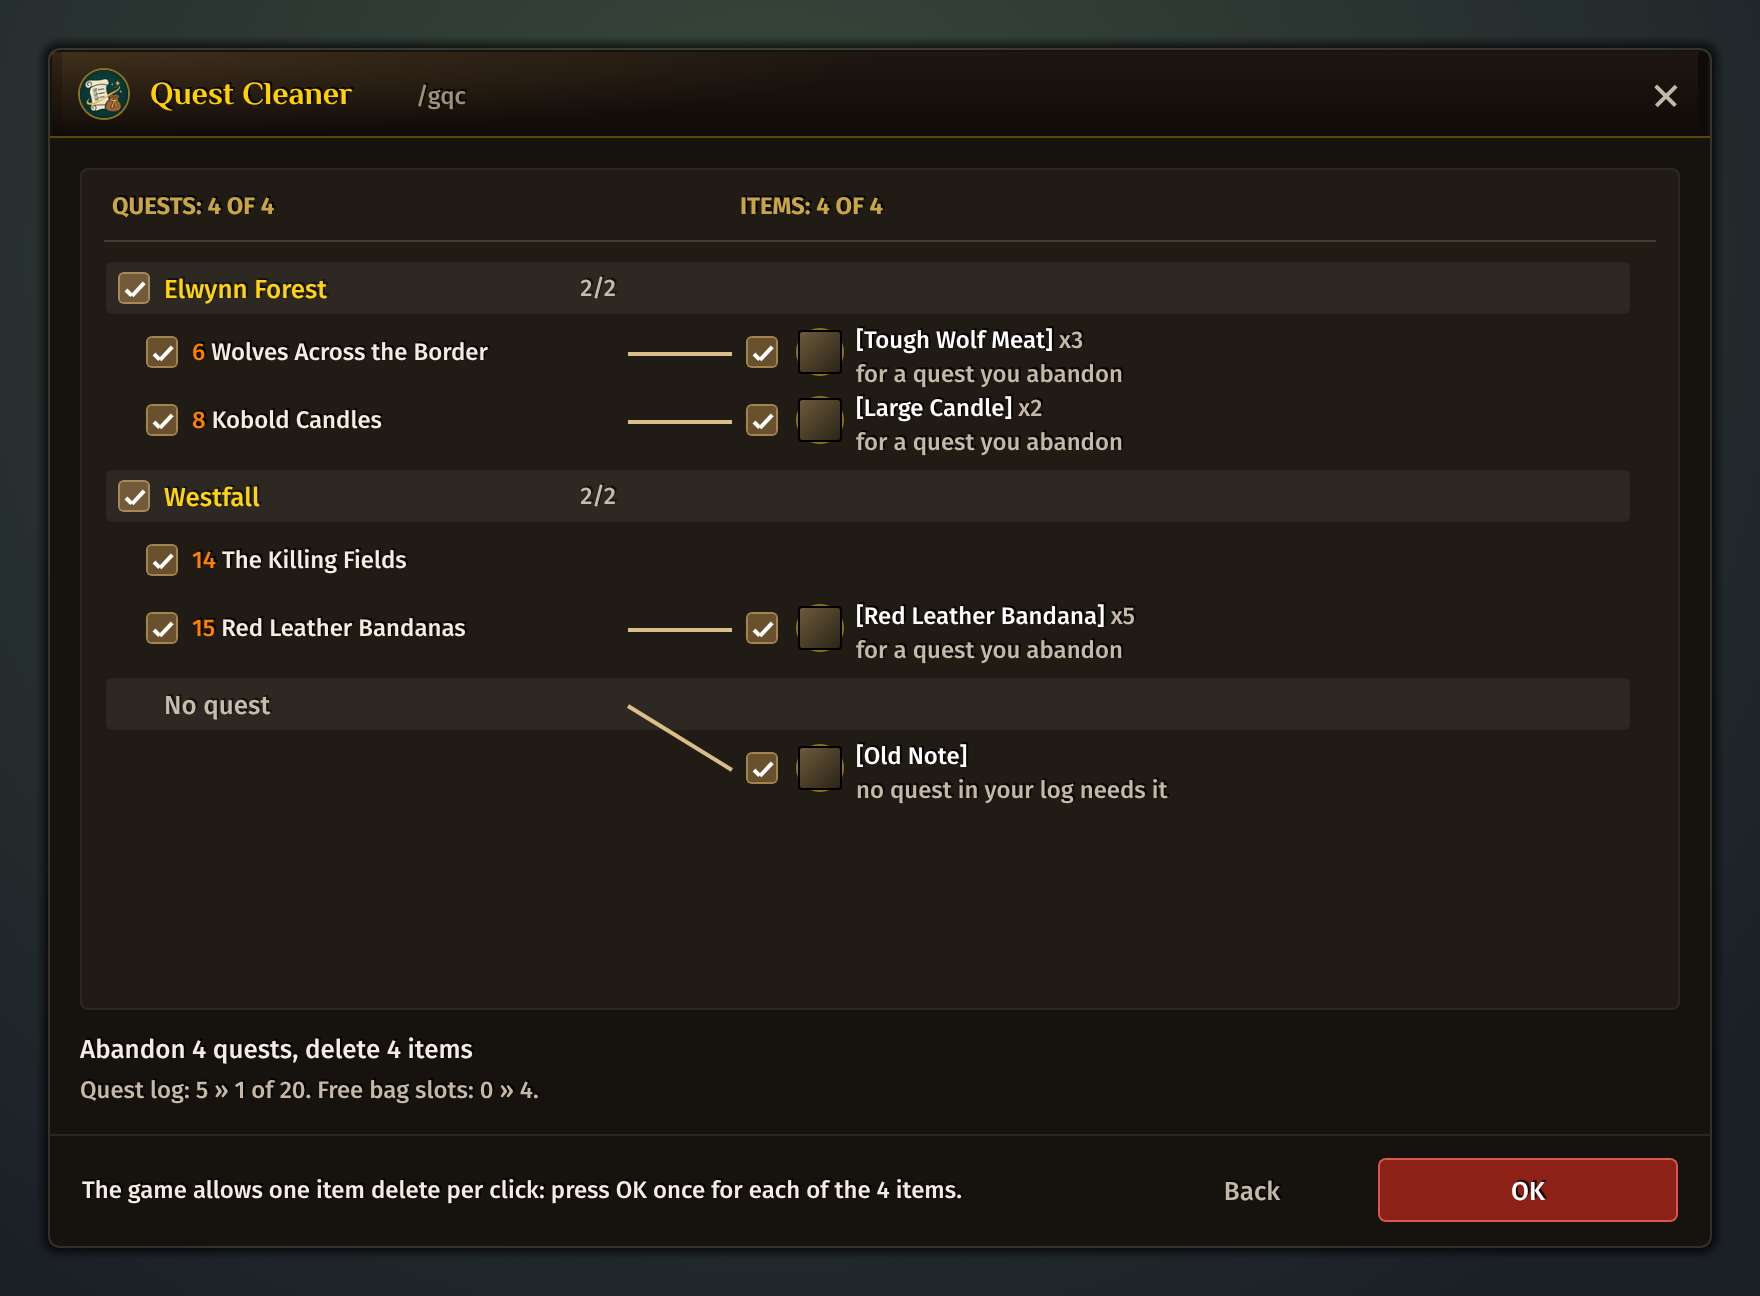 Quest Cleaner /gqc
QUESTS: 4 OF 4 ITEMS: 4 OF 4
Elwynn Forest 2/2
6 Wolves Across the Border [Tough Wolf Meat] x3
for a quest you abandon
8 Kobold Candles [Large Candle] x2
for a quest you abandon
Westfall 2/2
14 The Killing Fields
15 Red Leather Bandanas [Red Leather Bandana] x5
for a quest you abandon
No quest
[Old Note]
no quest in your log needs it
Abandon 4 quests, delete 4 items
Quest log: 5 » 1 of 20. Free bag slots: 0 » 4.
The game allows one item delete per click: press OK once for each of the 4 items. Back OK